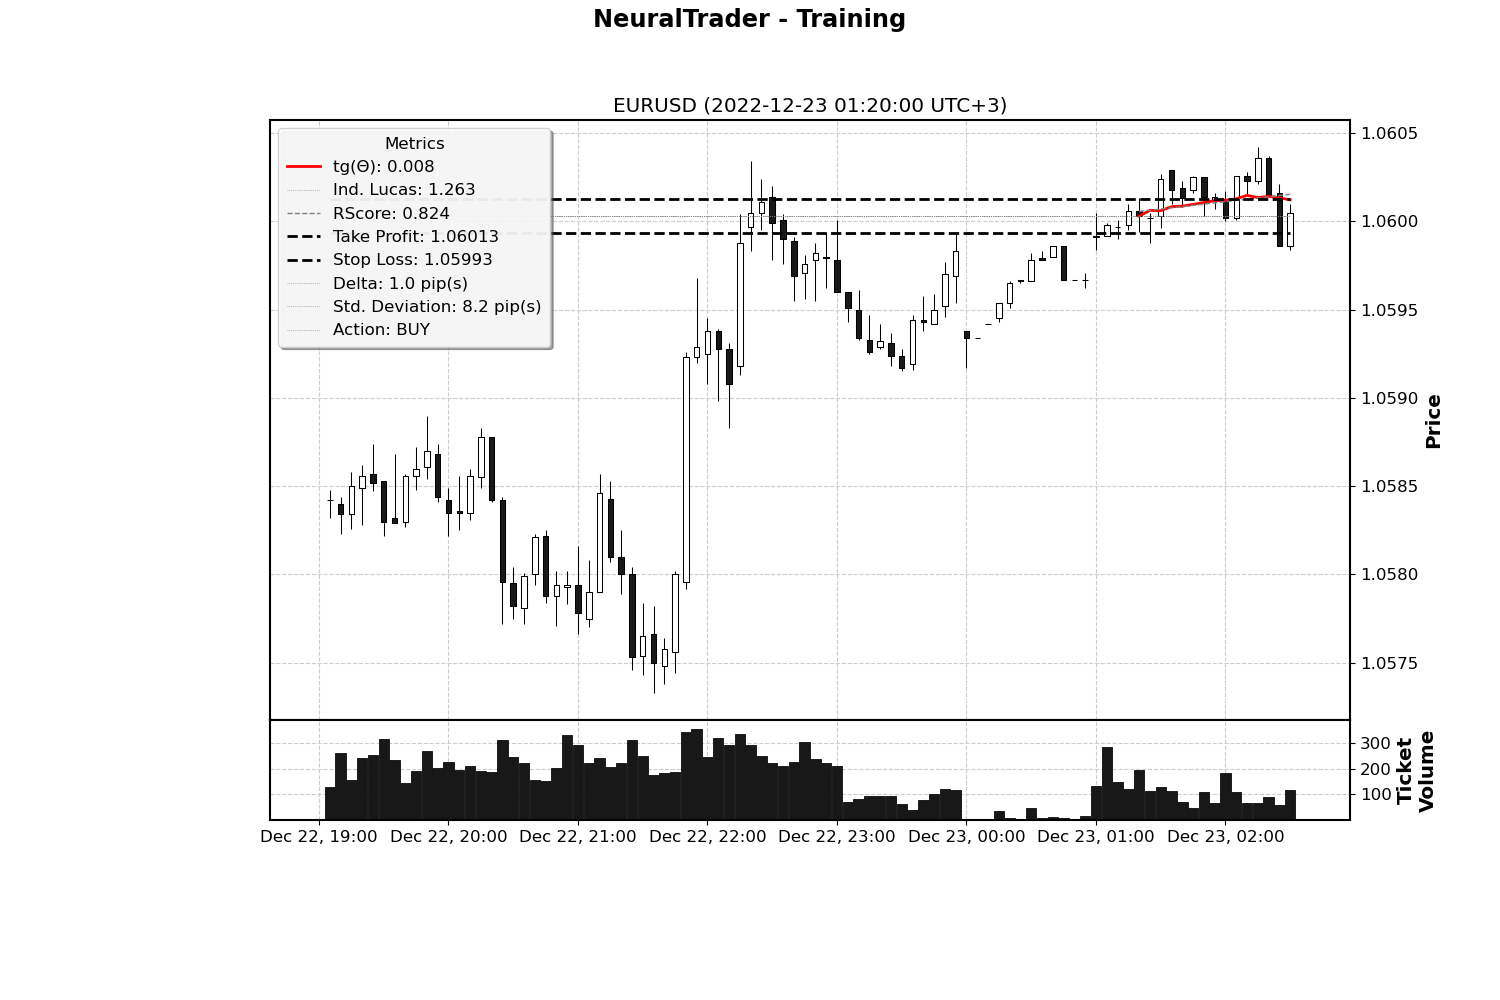 NeuralTrader - Training
EURUSD (2022-12-23 01:20:00 UTC+3)
Metrics
tg(Θ): 0.008
Ind. Lucas: 1.263
RScore: 0.824
Take Profit: 1.06013
Stop Loss: 1.05993
Delta: 1.0 pip(s)
Std. Deviation: 8.2 pip(s)
Action: BUY
1.0605
1.0600
1.0595
1.0590
1.0585
1.0580
1.0575
Price
300
200
100
Ticket
Volume
Dec 22, 19:00
Dec 22, 20:00
Dec 22, 21:00
Dec 22, 22:00
Dec 22, 23:00
Dec 23, 00:00
Dec 23, 01:00
Dec 23, 02:00